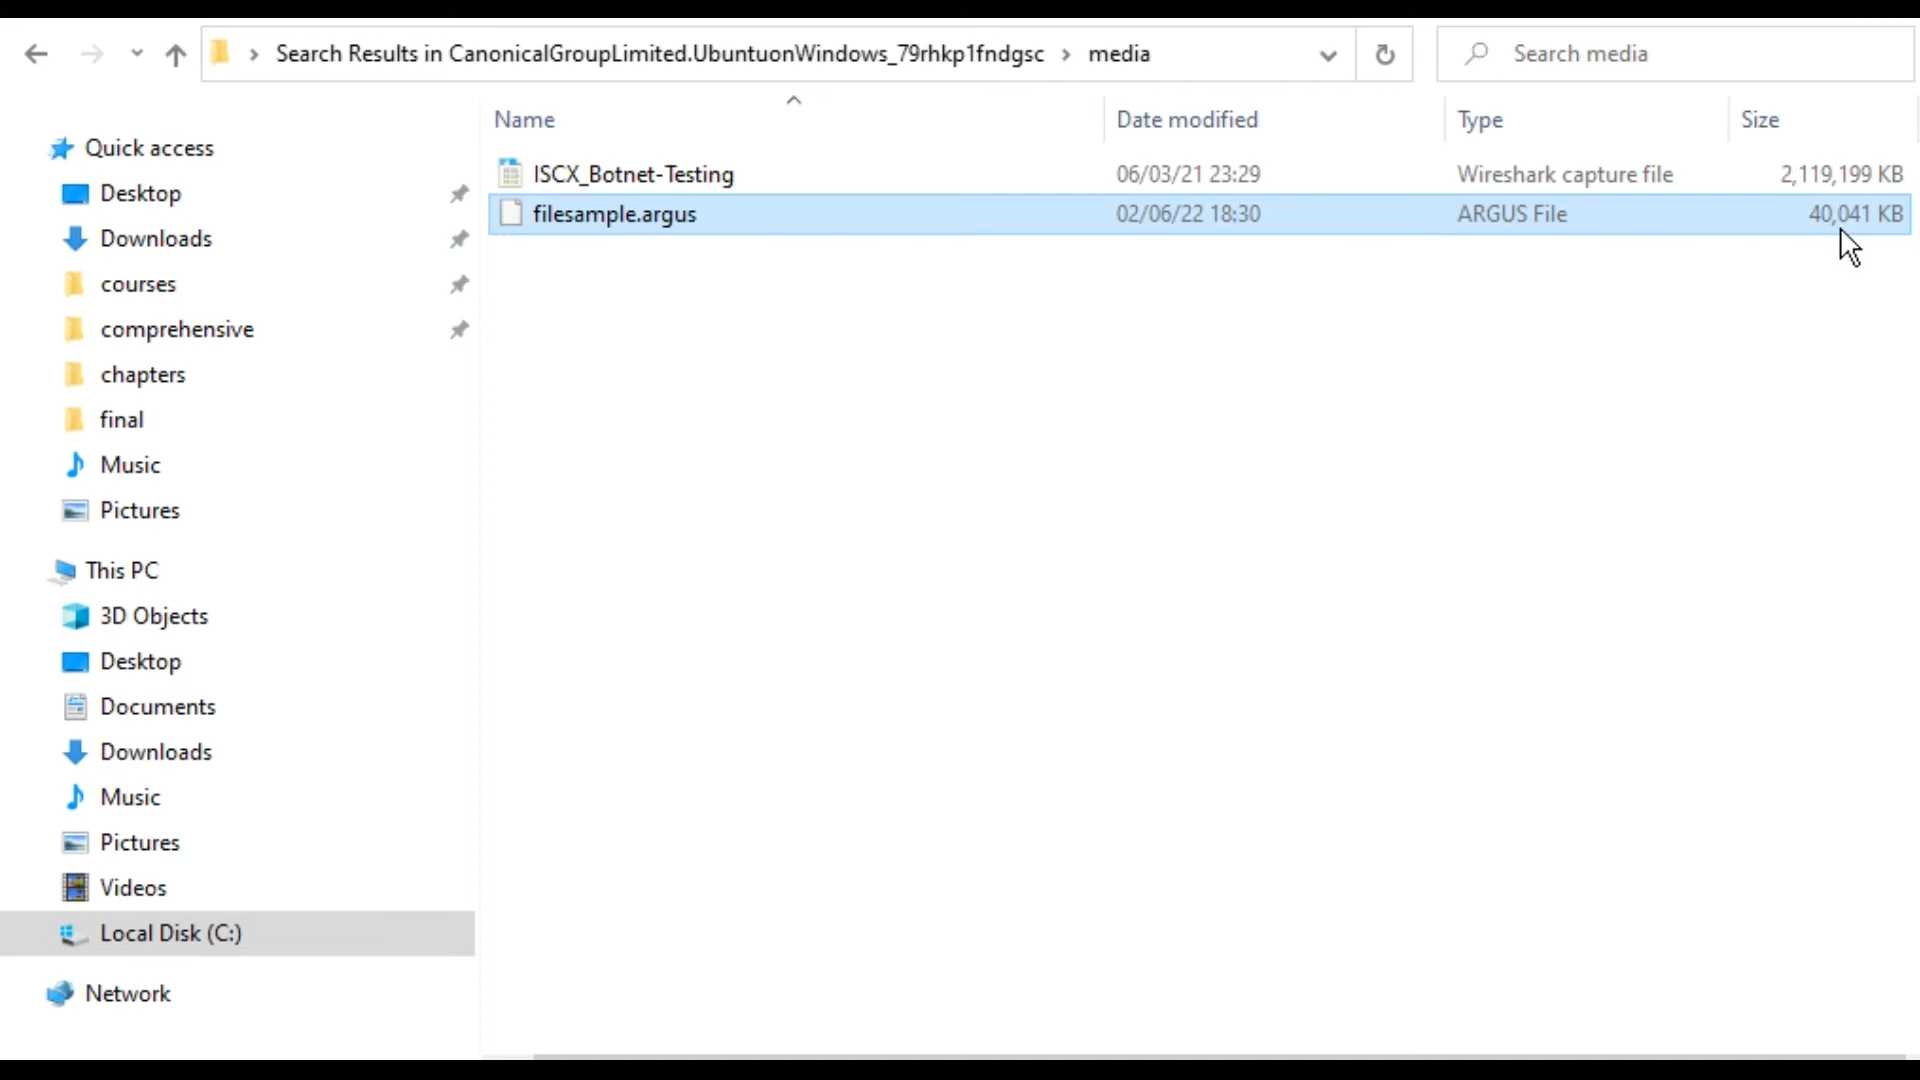 Search Results in CanonicalGroupLimited.UbuntuonWindows_79rhkp1fndgsc > media
Search media
Name Date modified Type Size
ISCX_Botnet-Testing 06/03/21 23:29 Wireshark capture file 2,119,199 KB
filesample.argus 02/06/22 18:30 ARGUS File 40,041 KB
Quick access
Desktop
Downloads
courses
comprehensive
chapters
final
Music
Pictures
This PC
3D Objects
Desktop
Documents
Downloads
Music
Pictures
Videos
Local Disk (C:)
Network